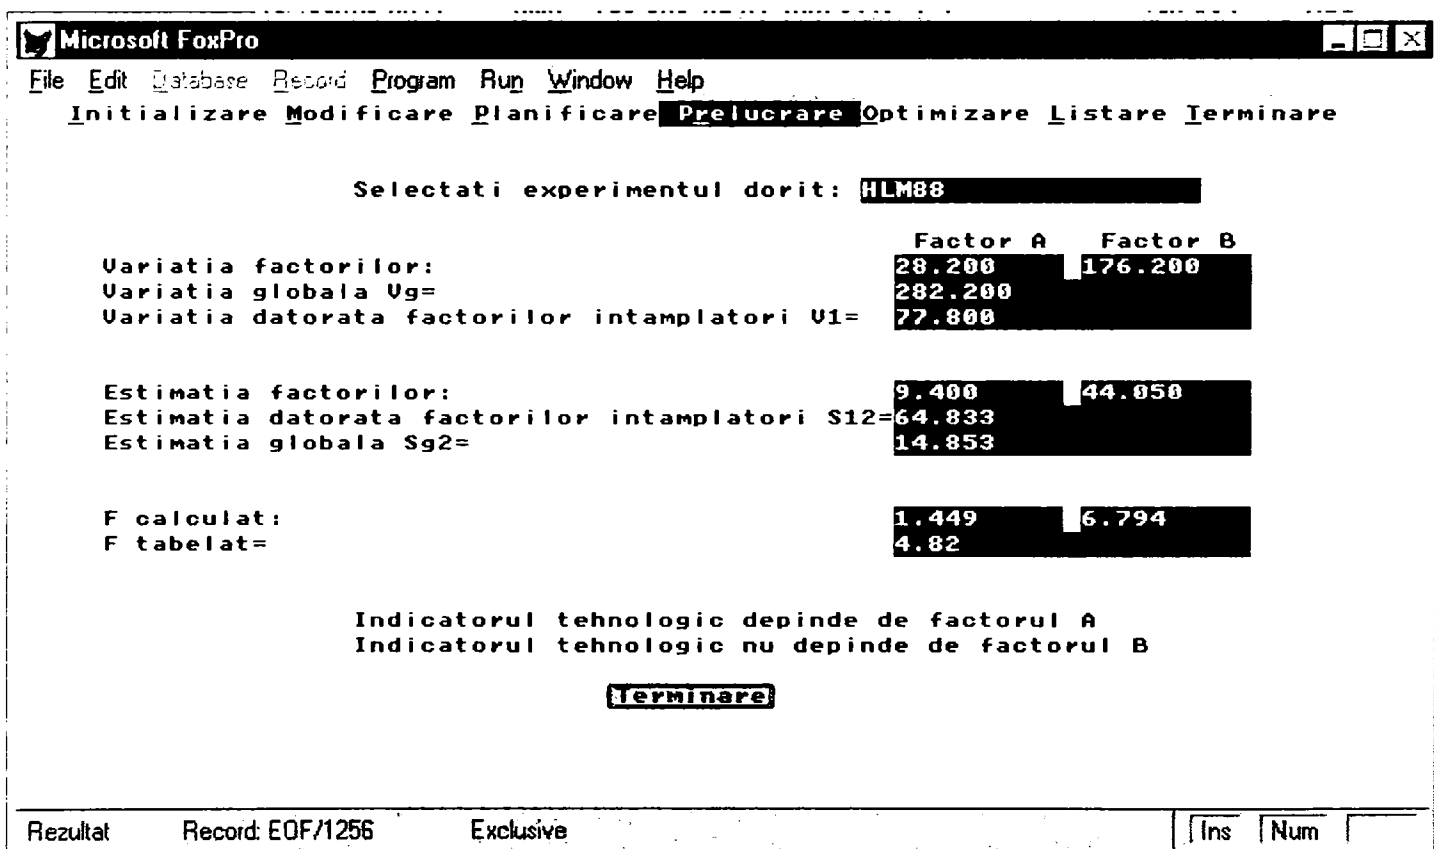 Microsoft FoxPro
File Edit Database Record Program Run Window Help
Initializare Modificare Planificare Prelucrare Optimizare Listare Terminare
Selectati experimentul dorit: HLM88
Factor A Factor B
Variatia factorilor: 28.200 176.200
Variatia globala Vg= 282.200
Variatia datorata factorilor intamplatori V1= 77.800
Estimatia factorilor: 9.400 44.050
Estimatia datorata factorilor intamplatori S12=64.833
Estimatia globala Sg2= 14.853
F calculat: 1.449 6.794
F tabelat= 4.82
Indicatorul tehnologic depinde de factorul A
Indicatorul tehnologic nu depinde de factorul B
Terminare
Rezultat Record: EOF/1256 Exclusive Ins Num